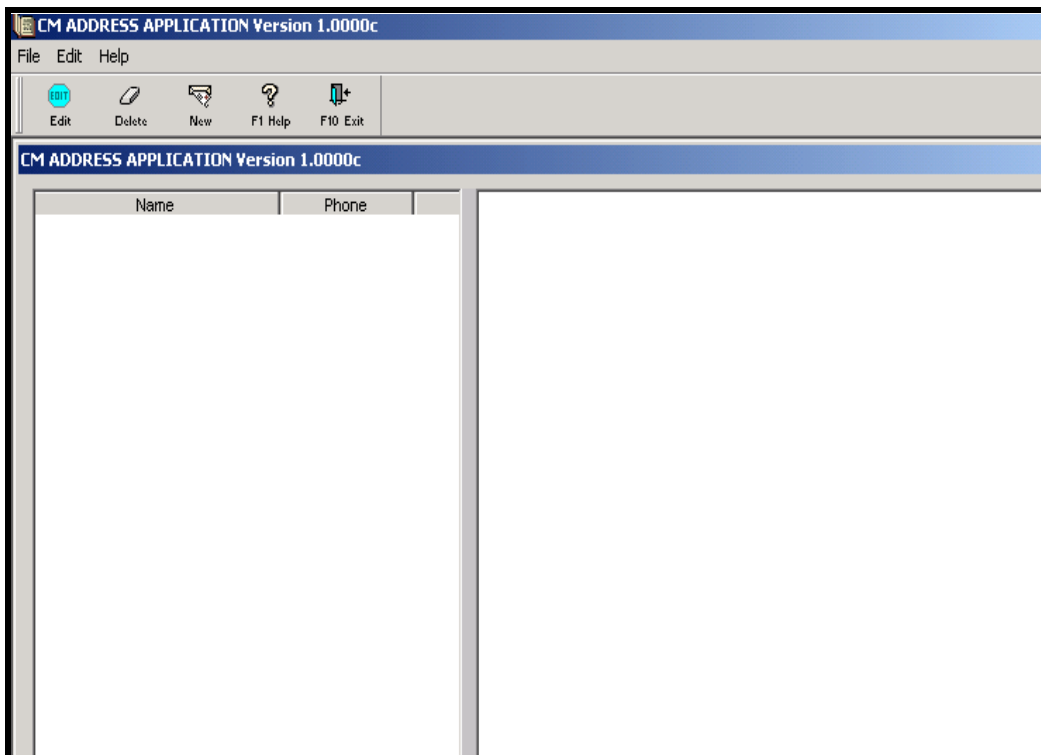 CM ADDRESS APPLICATION Version 1.0000c
File Edit Help
EDIT
Edit Delete New F1 Help F10 Exit
CM ADDRESS APPLICATION Version 1.0000c
Name Phone